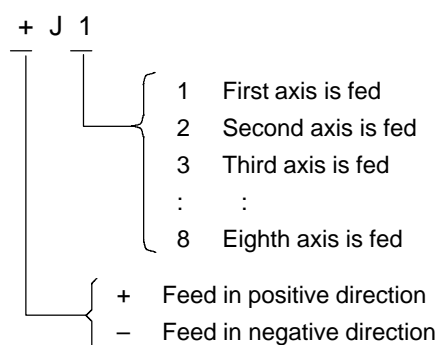 + J 1
1 First axis is fed
2 Second axis is fed
3 Third axis is fed
: :
8 Eighth axis is fed
+ Feed in positive direction
– Feed in negative direction